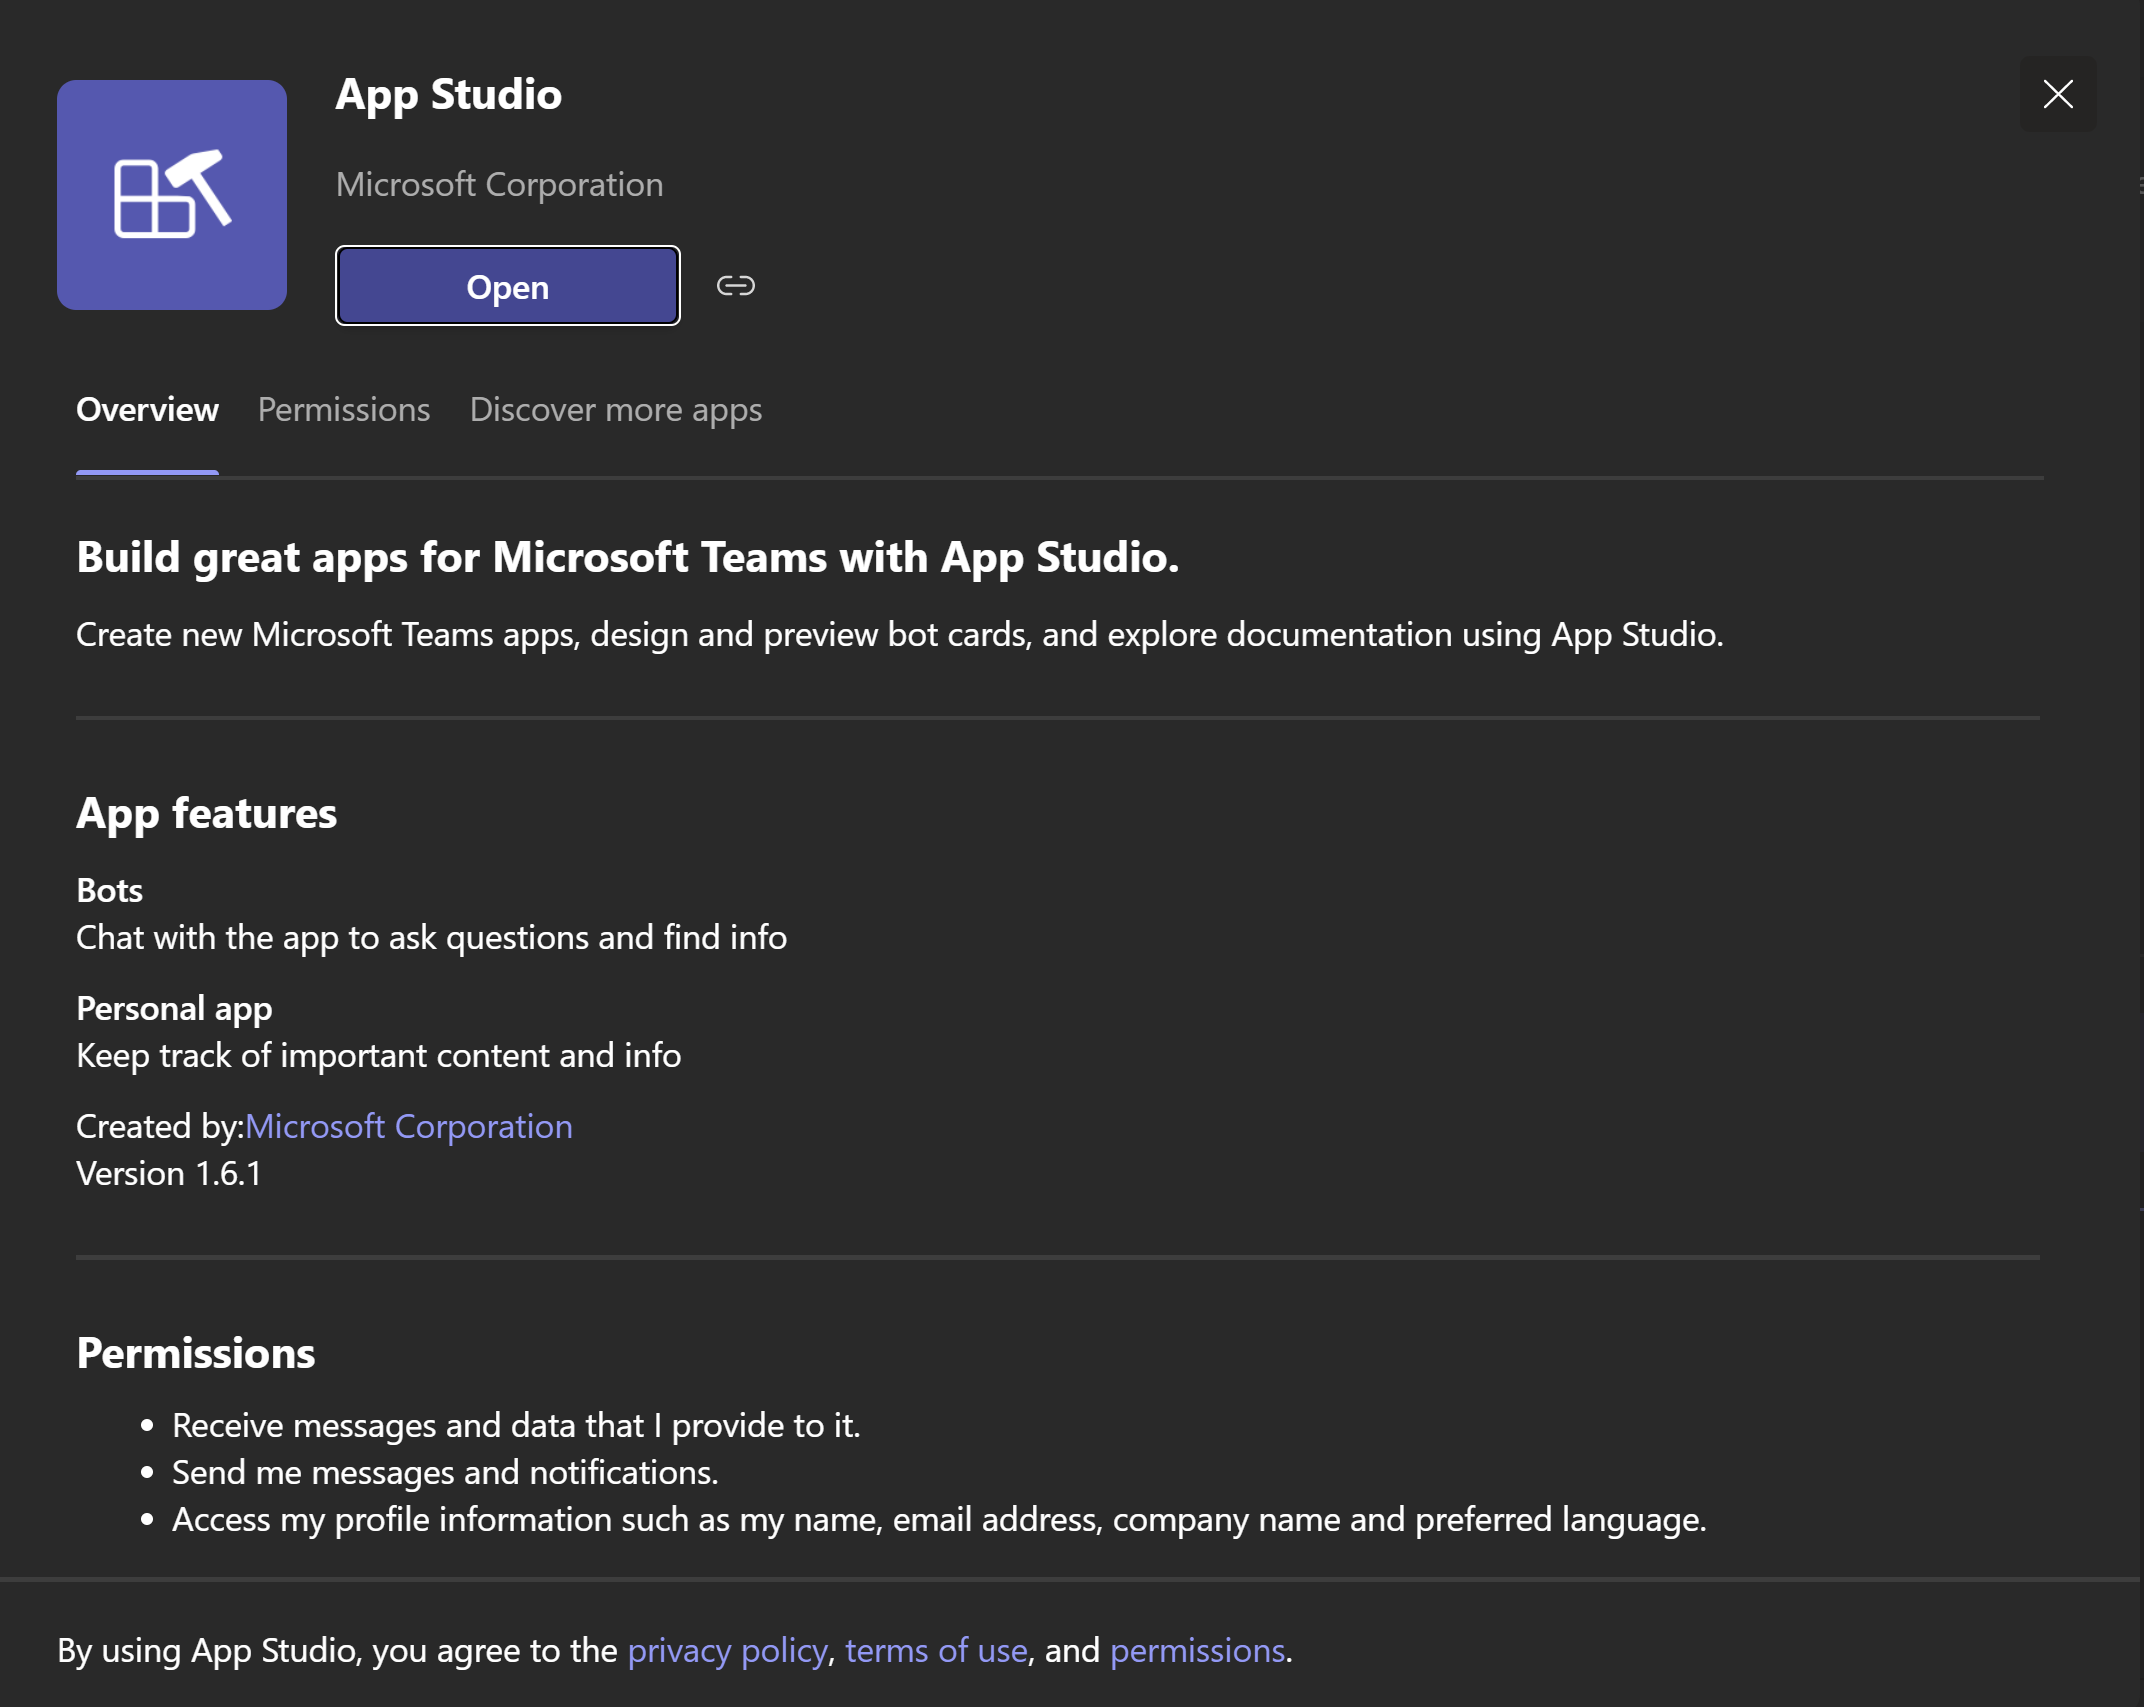 App Studio
Microsoft Corporation
Open
Overview Permissions Discover more apps
Build great apps for Microsoft Teams with App Studio.
Create new Microsoft Teams apps, design and preview bot cards, and explore documentation using App Studio.
App features
Bots
Chat with the app to ask questions and find info
Personal app
Keep track of important content and info
Created by:Microsoft Corporation
Version 1.6.1
Permissions
• Receive messages and data that I provide to it.
• Send me messages and notifications.
• Access my profile information such as my name, email address, company name and preferred language.
By using App Studio, you agree to the privacy policy, terms of use, and permissions.